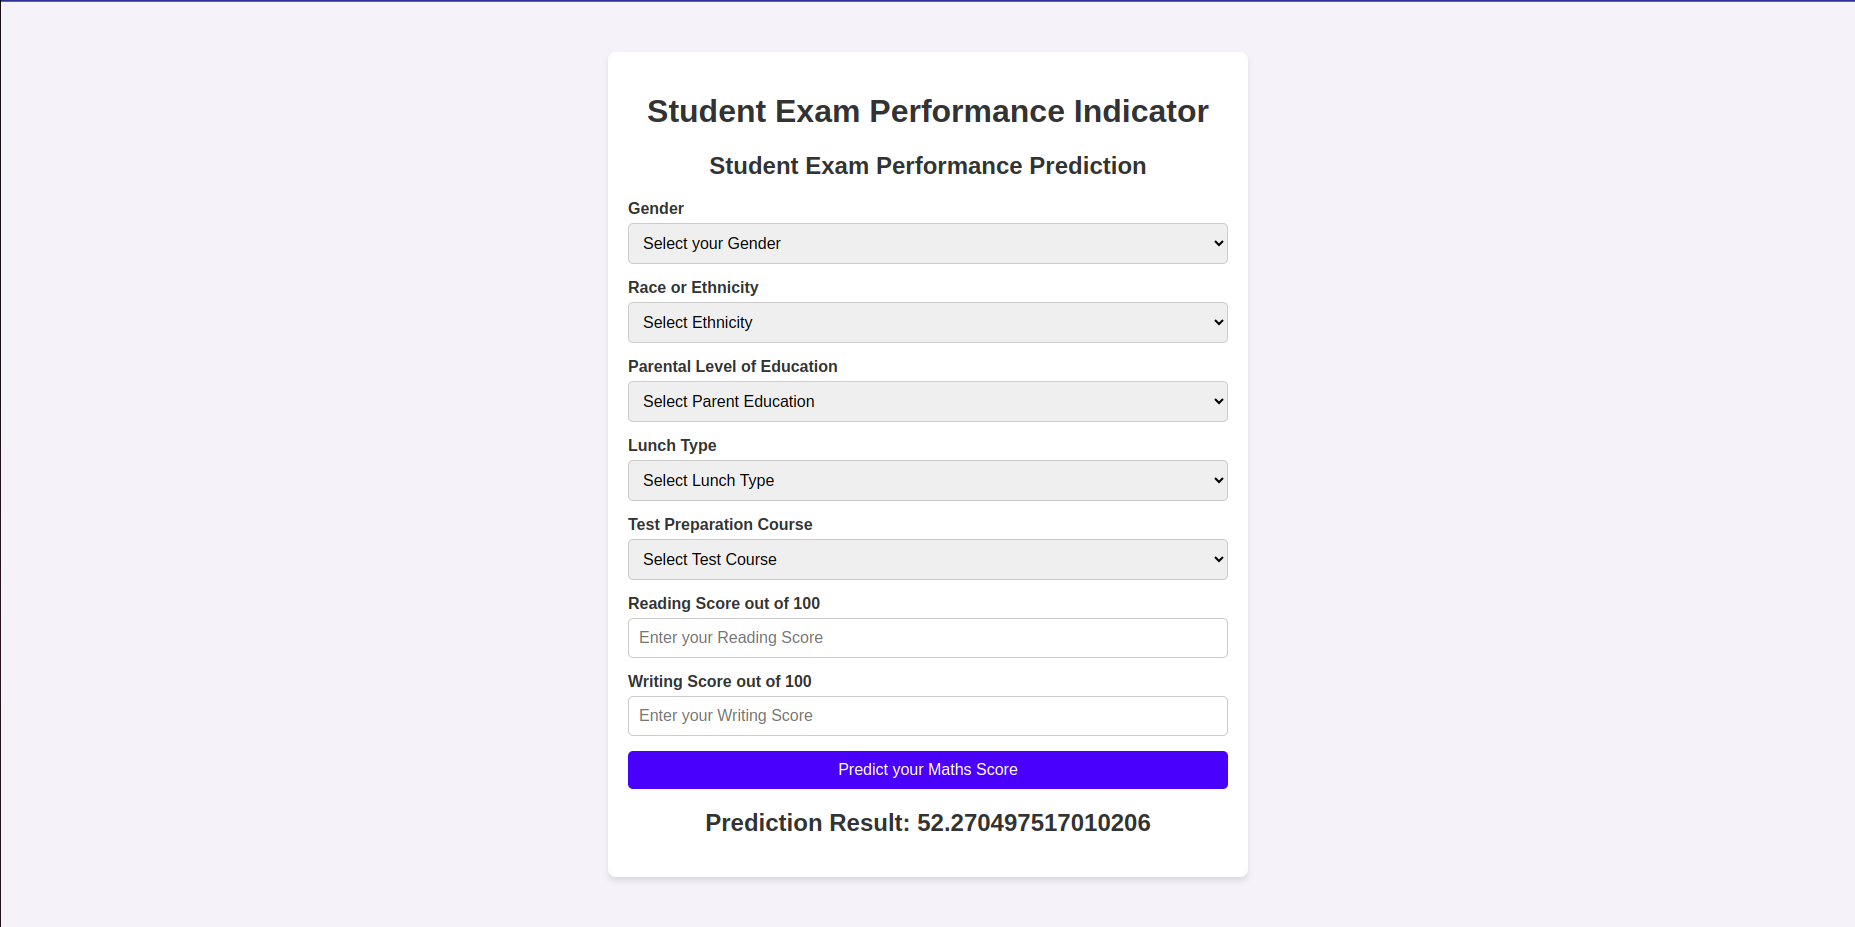 Student Exam Performance Indicator
Student Exam Performance Prediction
Gender
Select your Gender
Race or Ethnicity
Select Ethnicity
Parental Level of Education
Select Parent Education
Lunch Type
Select Lunch Type
Test Preparation Course
Select Test Course
Reading Score out of 100
Enter your Reading Score
Writing Score out of 100
Enter your Writing Score
Predict your Maths Score
Prediction Result: 52.270497517010206